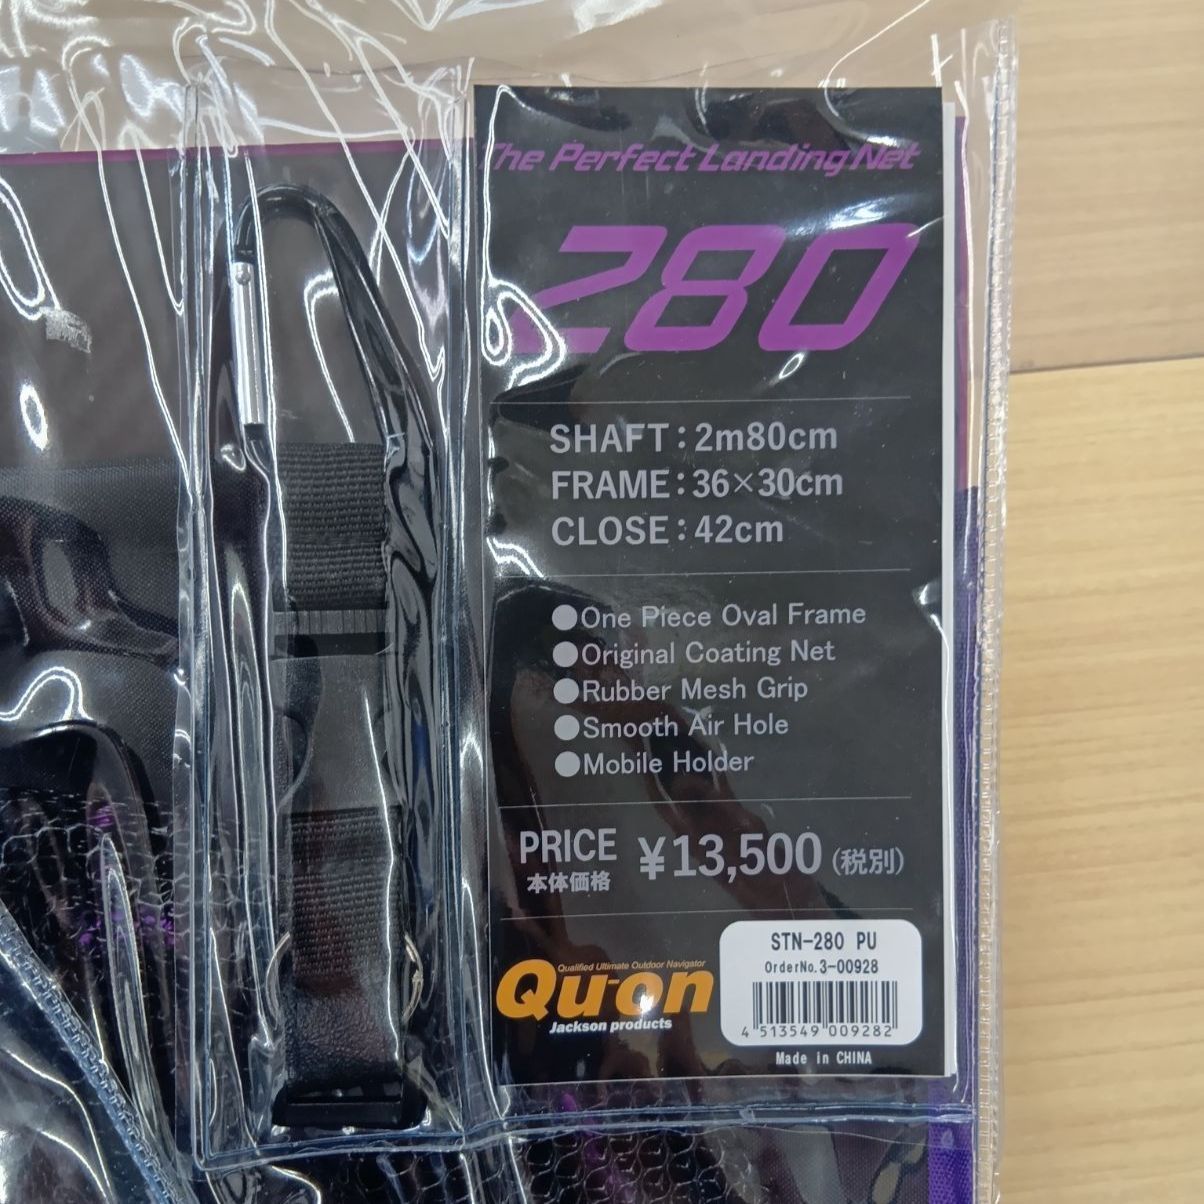 The Perfect Landing Net
280
SHAFT：2m80cm
FRAME：36×30cm
CLOSE：42cm
●One Piece Oval Frame
●Original Coating Net
●Rubber Mesh Grip
●Smooth Air Hole
●Mobile Holder
PRICE ¥13,500（税別）
本体価格
STN-280 PU
OrderNo.3-00928
4 513549 009282
Made in CHINA
Qualified Ultimate Outdoor Navigator
Qu-on
Jackson products